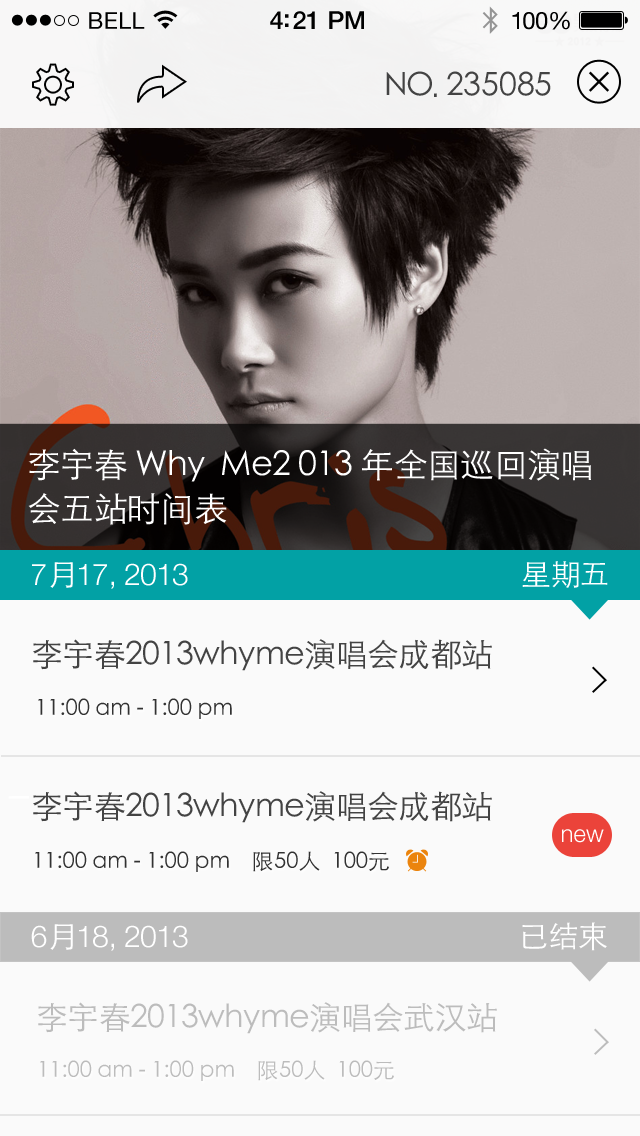 BELL 4:21 PM 100%
NO. 235085
Chris
李宇春 Why Me2 013 年全国巡回演唱
会五站时间表
7月17, 2013 星期五
李宇春2013whyme演唱会成都站
11:00 am - 1:00 pm
李宇春2013whyme演唱会成都站
new
11:00 am - 1:00 pm 限50人 100元
6月18, 2013 已结束
李宇春2013whyme演唱会武汉站
11:00 am - 1:00 pm 限50人 100元